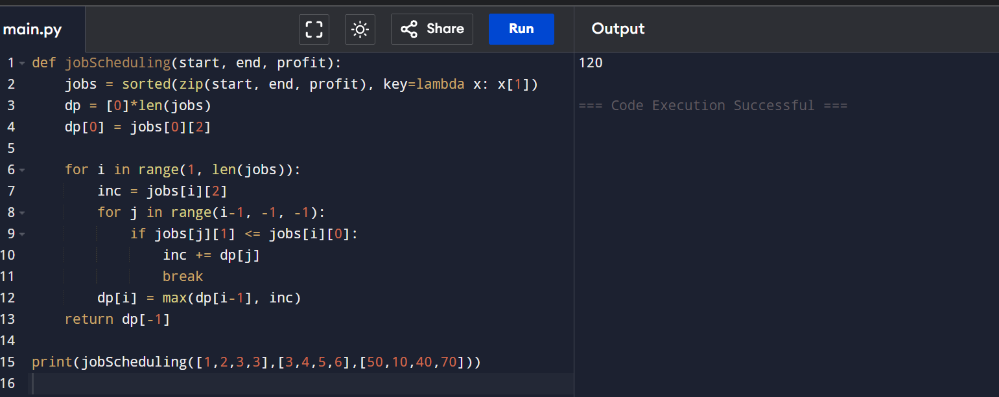 main.py
Share
Run
Output
1 def jobScheduling(start, end, profit):
2     jobs = sorted(zip(start, end, profit), key=lambda x: x[1])
3     dp = [0]*len(jobs)
4     dp[0] = jobs[0][2]
5
6     for i in range(1, len(jobs)):
7         inc = jobs[i][2]
8         for j in range(i-1, -1, -1):
9             if jobs[j][1] <= jobs[i][0]:
10                 inc += dp[j]
11                 break
12         dp[i] = max(dp[i-1], inc)
13     return dp[-1]
14
15 print(jobScheduling([1,2,3,3],[3,4,5,6],[50,10,40,70]))
16
120
=== Code Execution Successful ===